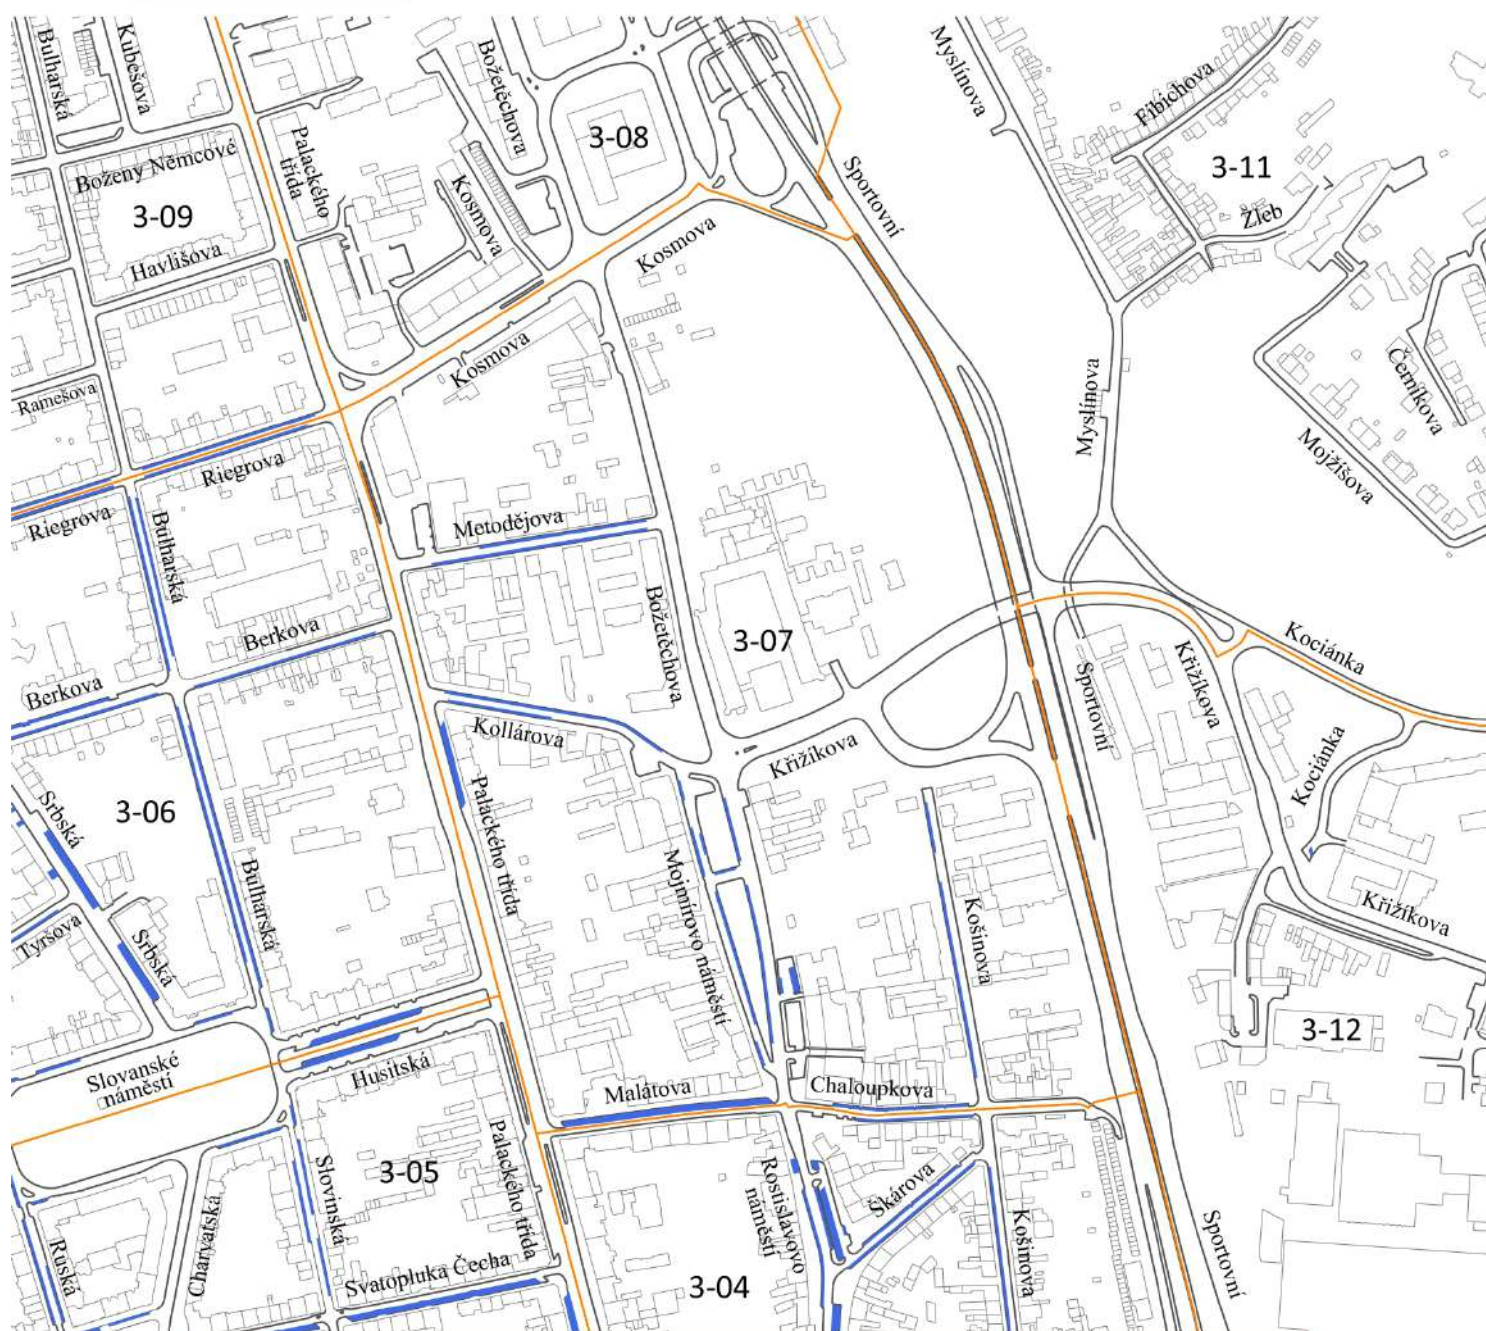 Bulharská
Kubešova
Božetěchova
Myslínova
Fibichova
Boženy Němcové
Palackého
třída
3-08
Kosmova
Sportovní
3-11
Žleb
3-09
Havlišova
Kosmova
Kosmova
Ramešova
Myslínova
Černíkova
Mojžíšova
Riegrova
Riegrova
Bulharská
Metodějova
Božetěchova
3-07
Berkova
Berkova
Kociánka
Křižíkova
Sportovní
Kollárova
Křižíkova
Kociánka
Srbská
3-06
Palackého třída
Mojmírovo náměstí
Bulharská
Košinova
Křižíkova
Tyršova
Srbská
3-12
Slovanské
náměstí
Husitská
Malátova
Chaloupkova
3-05
Slovinská
Palackého třída
Škárova
Rostislavovo
náměstí
Košinova
Sportovní
Ruská
Charvatská
Svatopluka Čecha
3-04